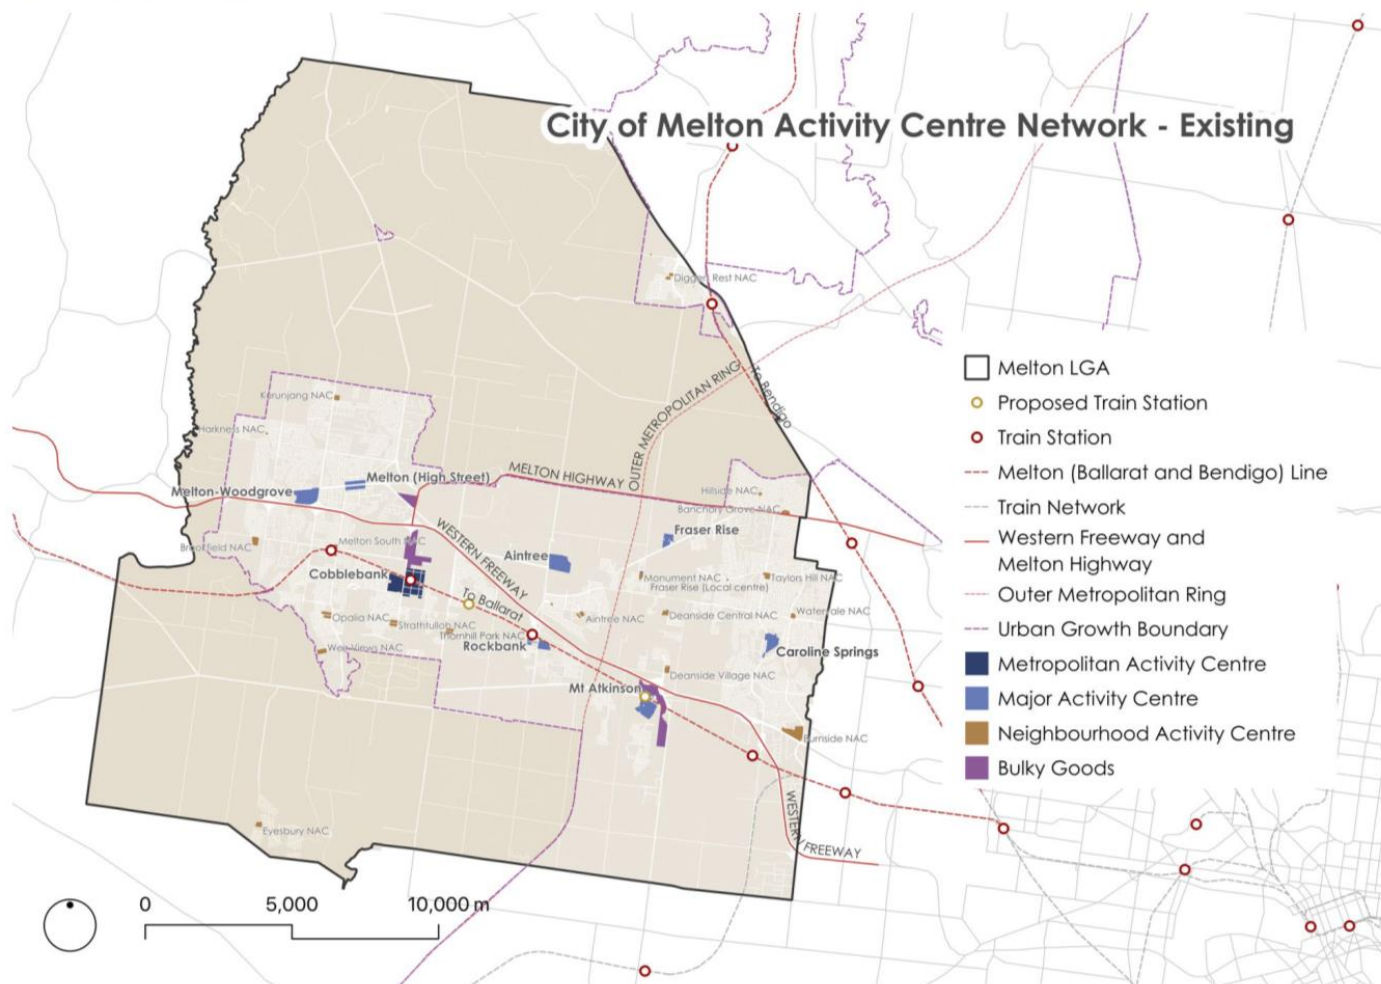 City of Melton Activity Centre Network - Existing
Diggers Rest NAC
To Bendigo
OUTER METROPOLITAN RING
Kurunjang NAC
Harkness NAC
Melton-Woodgrove
Melton (High Street)
MELTON HIGHWAY
Hillside NAC
Banchory Grove NAC
Brookfield NAC
Melton South NAC
WESTERN FREEWAY
Fraser Rise
Aintree
Cobblebank
Monument NAC
Fraser Rise (Local centre)
Taylors Hill NAC
To Ballarat
Opalia NAC
Strathtulloh NAC
Thornhill Park NAC
Aintree NAC
Deanside Central NAC
Watervale NAC
Rockbank
Caroline Springs
Deanside Village NAC
Mt Atkinson
Burnside NAC
WESTERN FREEWAY
Eyesbury NAC
0
5,000
10,000 m
Melton LGA
Proposed Train Station
Train Station
Melton (Ballarat and Bendigo) Line
Train Network
Western Freeway and
Melton Highway
Outer Metropolitan Ring
Urban Growth Boundary
Metropolitan Activity Centre
Major Activity Centre
Neighbourhood Activity Centre
Bulky Goods